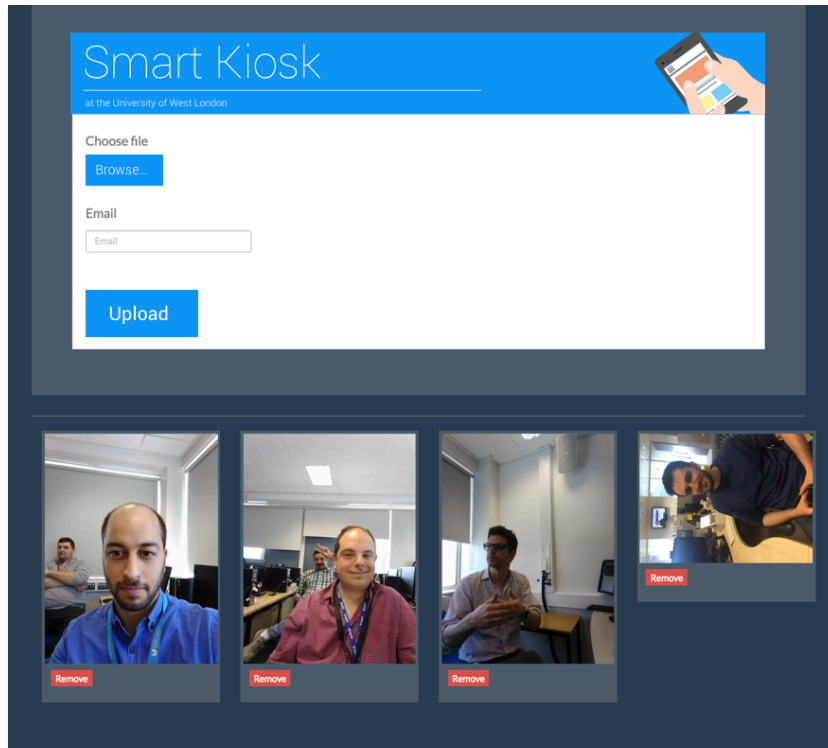 Smart Kiosk
at the University of West London
Choose file
Browse...
Email
Email
Upload
Remove
Remove
Remove
Remove